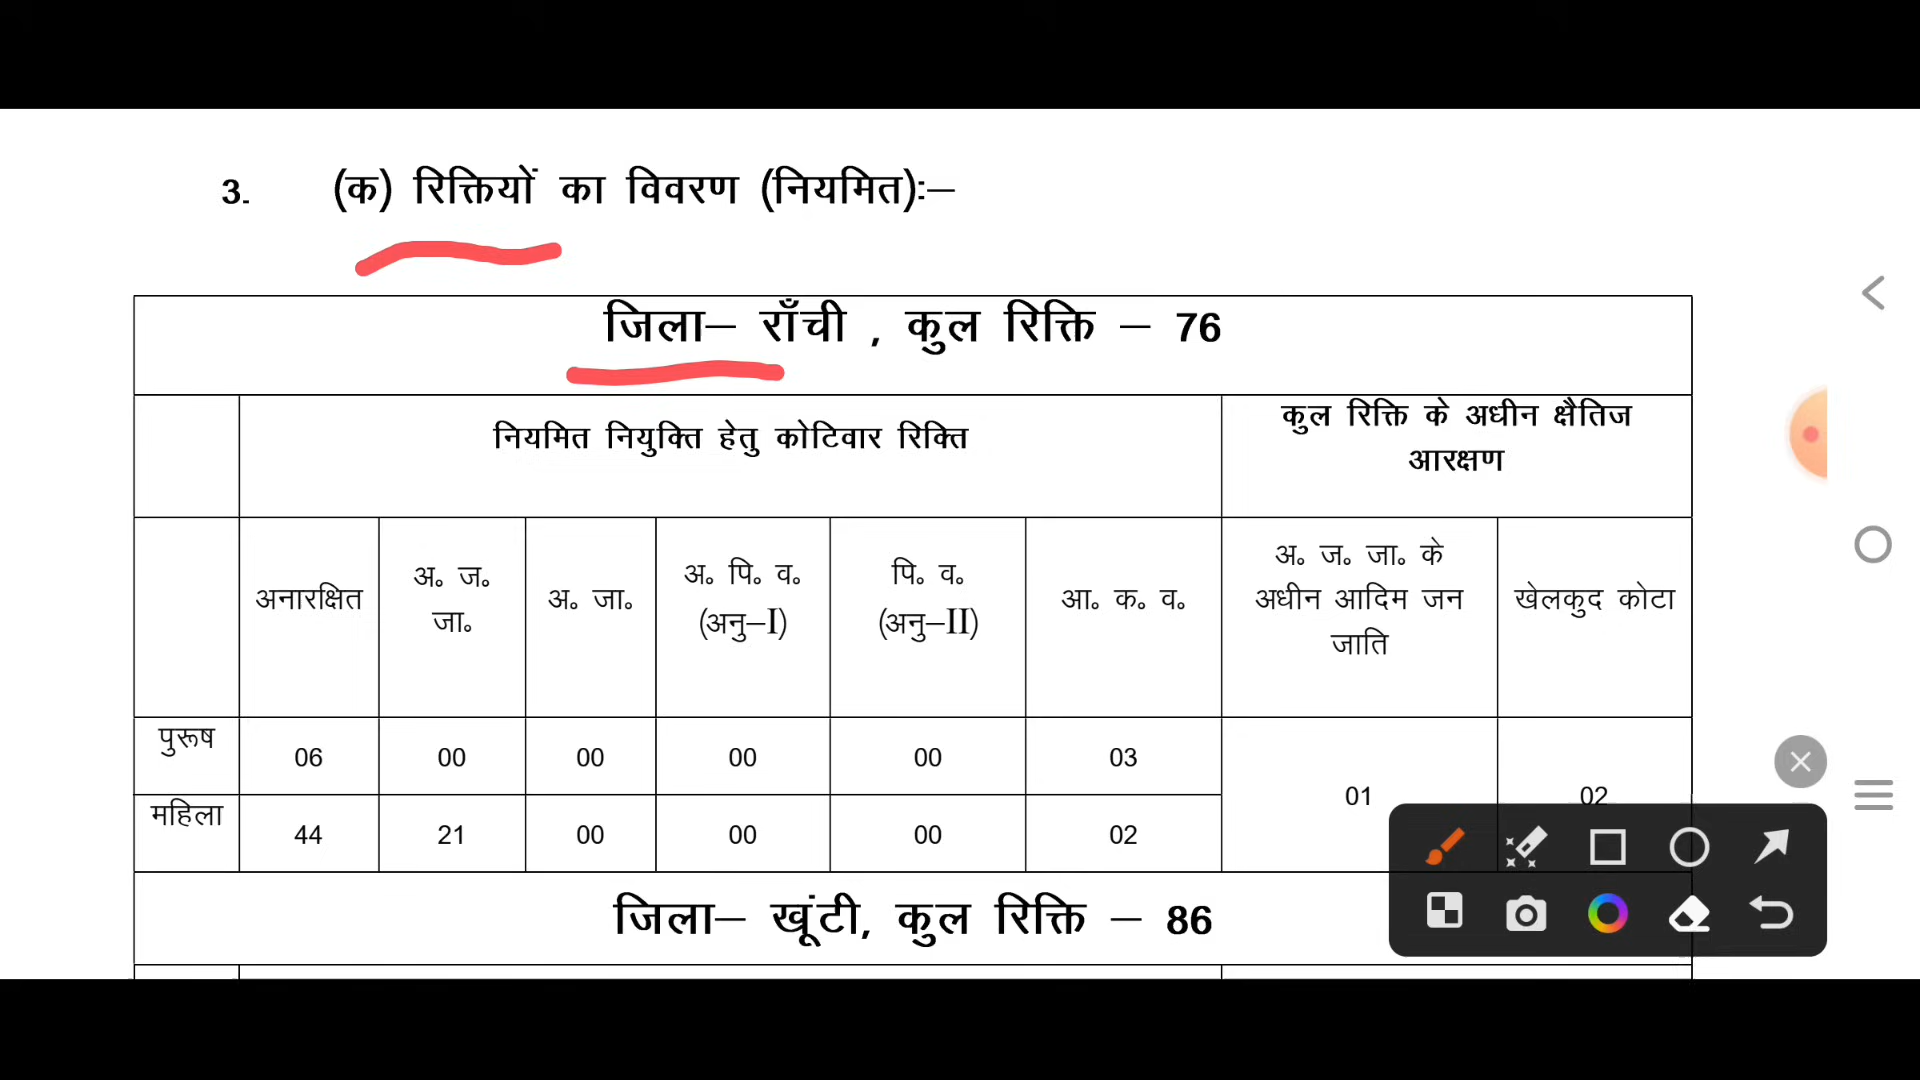 3. (क) रिक्तियों का विवरण (नियमित):–
जिला– राँची , कुल रिक्ति – 76
नियमित नियुक्ति हेतु कोटिवार रिक्ति
कुल रिक्ति के अधीन क्षैतिज
आरक्षण
अनारक्षित
अ॰ ज॰
जा॰
अ॰ जा॰
अ॰ पि॰ व॰
(अनु–I)
पि॰ व॰
(अनु–II)
आ॰ क॰ व॰
अ॰ ज॰ जा॰ के
अधीन आदिम जन
जाति
खेलकुद कोटा
पुरूष 06 00 00 00 00 03
01 02
महिला 44 21 00 00 00 02
जिला– खूंटी, कुल रिक्ति – 86